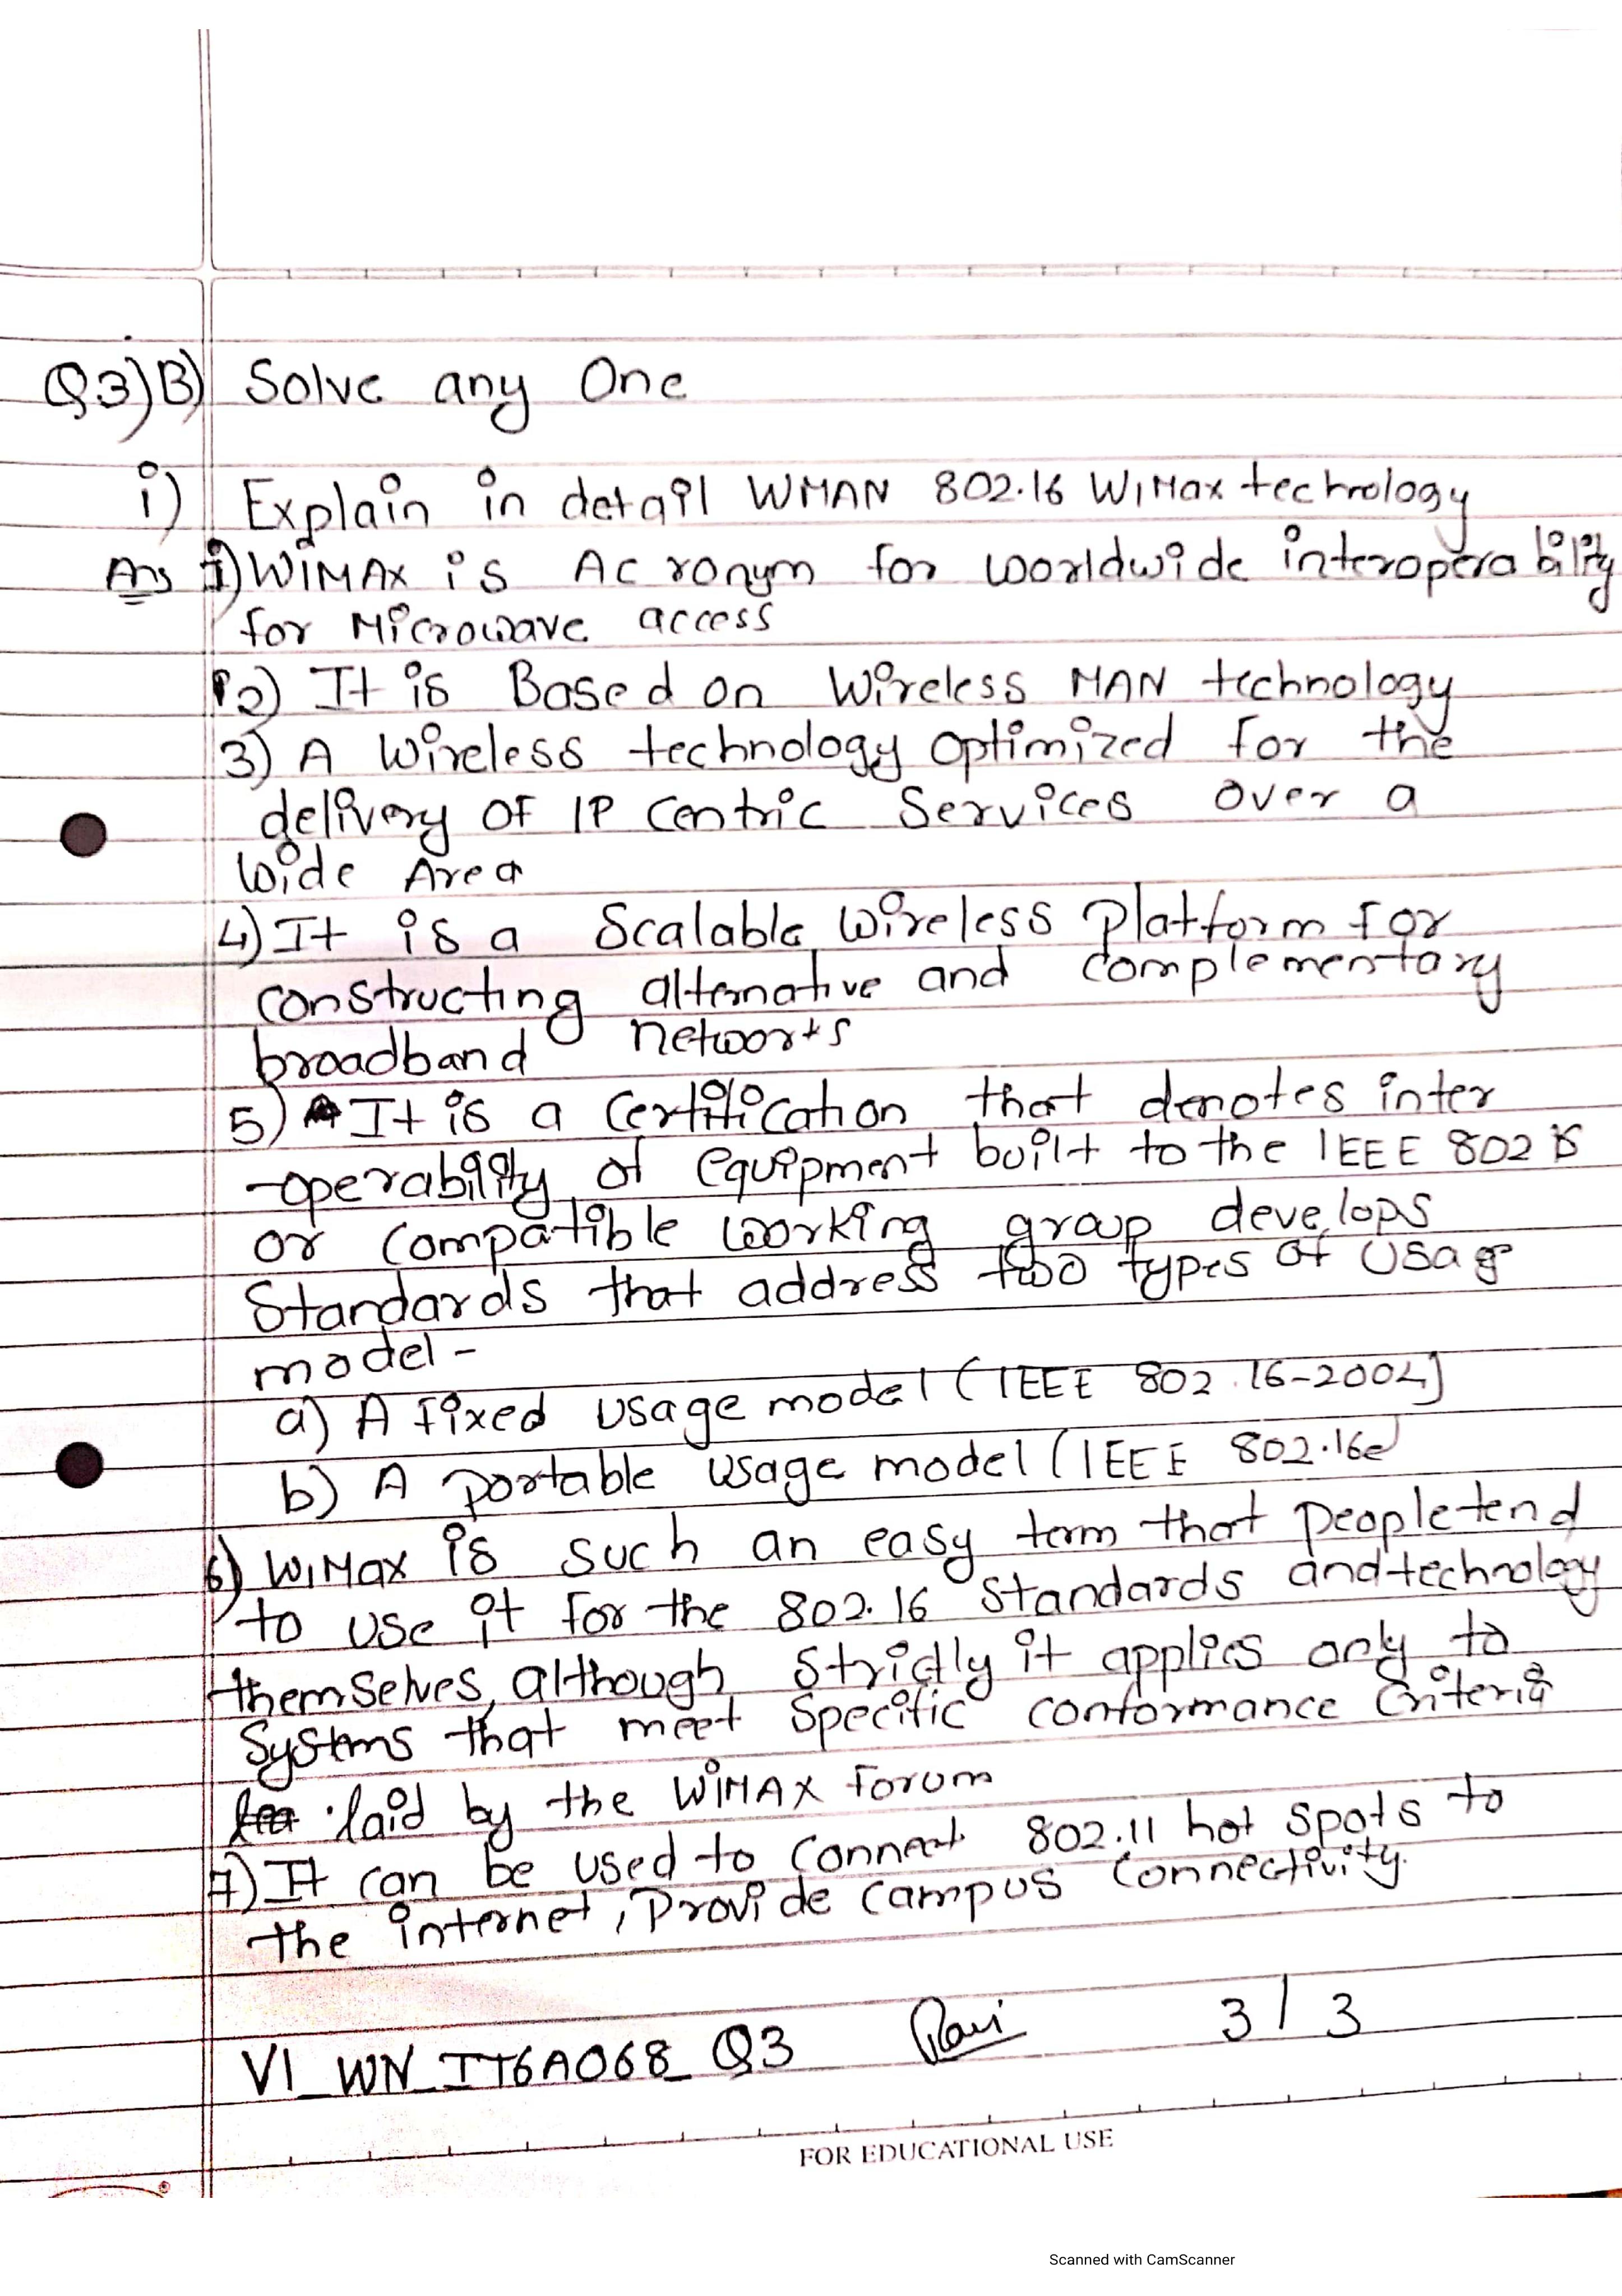 Q3)B) Solve any One
i) Explain in detail WMAN 802.16 WiMax technology
Ans 1) WiMAX is Acronym for worldwide interoperability
for Microwave access
2) It is Based on Wireless MAN technology
3) A Wireless technology optimized for the
delivery of IP centric Services over a
wide Area
4) It is a Scalable wireless platform for
constructing alternative and complementary
broadband networts
5) It is a Certification that denotes inter
-operability of equipment built to the IEEE 802
or compatible working group develops
Standards that address two types of usage
model-
a) A fixed usage model (IEEE 802.16-2004)
b) A portable usage model (IEEE 802.16e)
6) WiMax is such an easy term that people tend
to use it for the 802.16 standards and technology
themselves, although strictly it applies only to
Systems that meet Specific conformance Criteria
laid by the WiMAX Forum
7) It can be used to connect 802.11 hot spots to
the internet, Provide campus connectivity.
VI_WN_IT6A068_Q3 Ravi 3/3
FOR EDUCATIONAL USE
Scanned with CamScanner